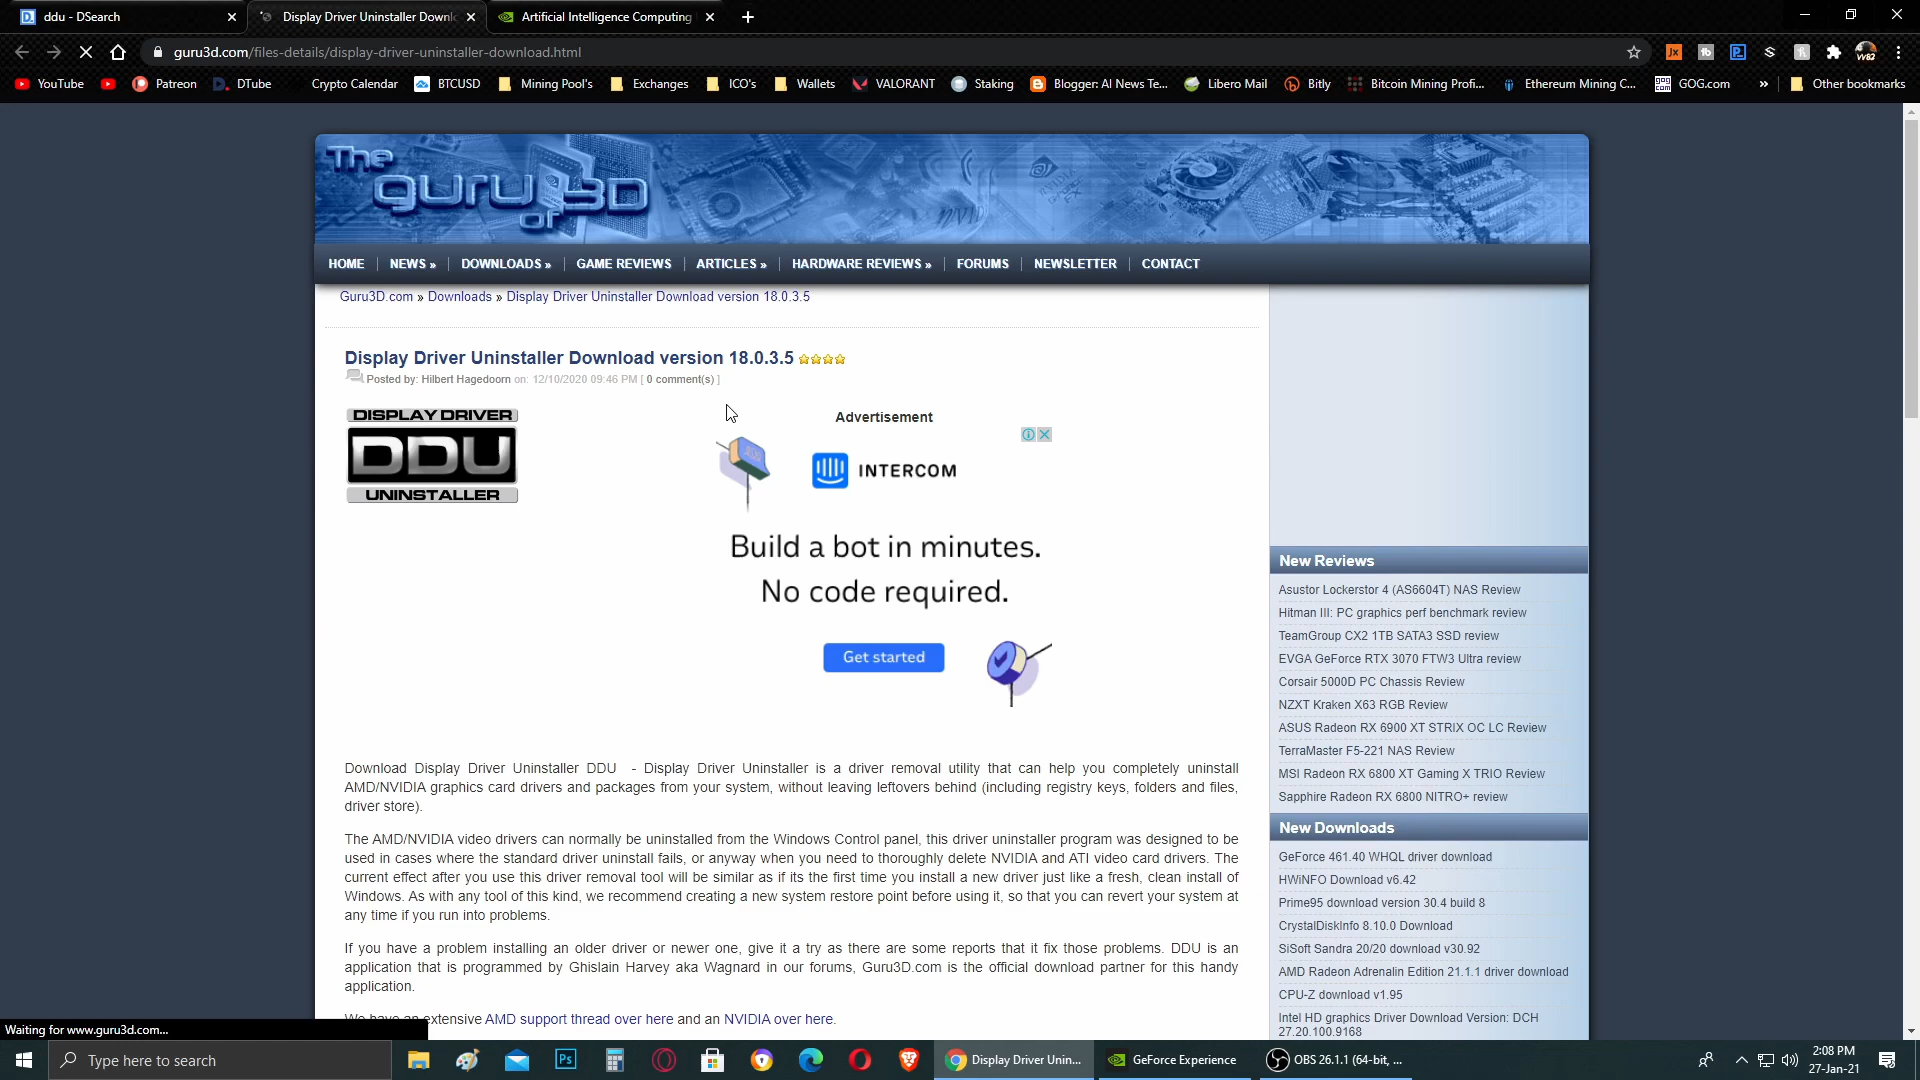 ddu - DSearch
Display Driver Uninstaller Downl
Artificial Intelligence Computing
guru3d.com/files-details/display-driver-uninstaller-download.html
YouTube
Patreon
DTube
Crypto Calendar
BTCUSD
Mining Pool's
Exchanges
ICO's
Wallets
VALORANT
Staking
Blogger: AI News Te...
Libero Mail
Bitly
Bitcoin Mining Profi...
Ethereum Mining C...
GOG.com
»
Other bookmarks
The guru of 3D
HOME
NEWS »
DOWNLOADS »
GAME REVIEWS
ARTICLES »
HARDWARE REVIEWS »
FORUMS
NEWSLETTER
CONTACT
Guru3D.com » Downloads » Display Driver Uninstaller Download version 18.0.3.5
Display Driver Uninstaller Download version 18.0.3.5
Posted by: Hilbert Hagedoorn on: 12/10/2020 09:46 PM [ 0 comment(s) ]
DISPLAY DRIVER
DDU
UNINSTALLER
Advertisement
INTERCOM
Build a bot in minutes.
No code required.
Get started
Download Display Driver Uninstaller DDU - Display Driver Uninstaller is a driver removal utility that can help you completely uninstall
AMD/NVIDIA graphics card drivers and packages from your system, without leaving leftovers behind (including registry keys, folders and files,
driver store).
The AMD/NVIDIA video drivers can normally be uninstalled from the Windows Control panel, this driver uninstaller program was designed to be
used in cases where the standard driver uninstall fails, or anyway when you need to thoroughly delete NVIDIA and ATI video card drivers. The
current effect after you use this driver removal tool will be similar as if its the first time you install a new driver just like a fresh, clean install of
Windows. As with any tool of this kind, we recommend creating a new system restore point before using it, so that you can revert your system at
any time if you run into problems.
If you have a problem installing an older driver or newer one, give it a try as there are some reports that it fix those problems. DDU is an
application that is programmed by Ghislain Harvey aka Wagnard in our forums, Guru3D.com is the official download partner for this handy
application.
We have an extensive AMD support thread over here and an NVIDIA over here.
New Reviews
Asustor Lockerstor 4 (AS6604T) NAS Review
Hitman III: PC graphics perf benchmark review
TeamGroup CX2 1TB SATA3 SSD review
EVGA GeForce RTX 3070 FTW3 Ultra review
Corsair 5000D PC Chassis Review
NZXT Kraken X63 RGB Review
ASUS Radeon RX 6900 XT STRIX OC LC Review
TerraMaster F5-221 NAS Review
MSI Radeon RX 6800 XT Gaming X TRIO Review
Sapphire Radeon RX 6800 NITRO+ review
New Downloads
GeForce 461.40 WHQL driver download
HWiNFO Download v6.42
Prime95 download version 30.4 build 8
CrystalDiskInfo 8.10.0 Download
SiSoft Sandra 20/20 download v30.92
AMD Radeon Adrenalin Edition 21.1.1 driver download
CPU-Z download v1.95
Intel HD graphics Driver Download Version: DCH
27.20.100.9168
Waiting for www.guru3d.com...
Type here to search
Display Driver Unin...
GeForce Experience
OBS 26.1.1 (64-bit, ...
2:08 PM
27-Jan-21